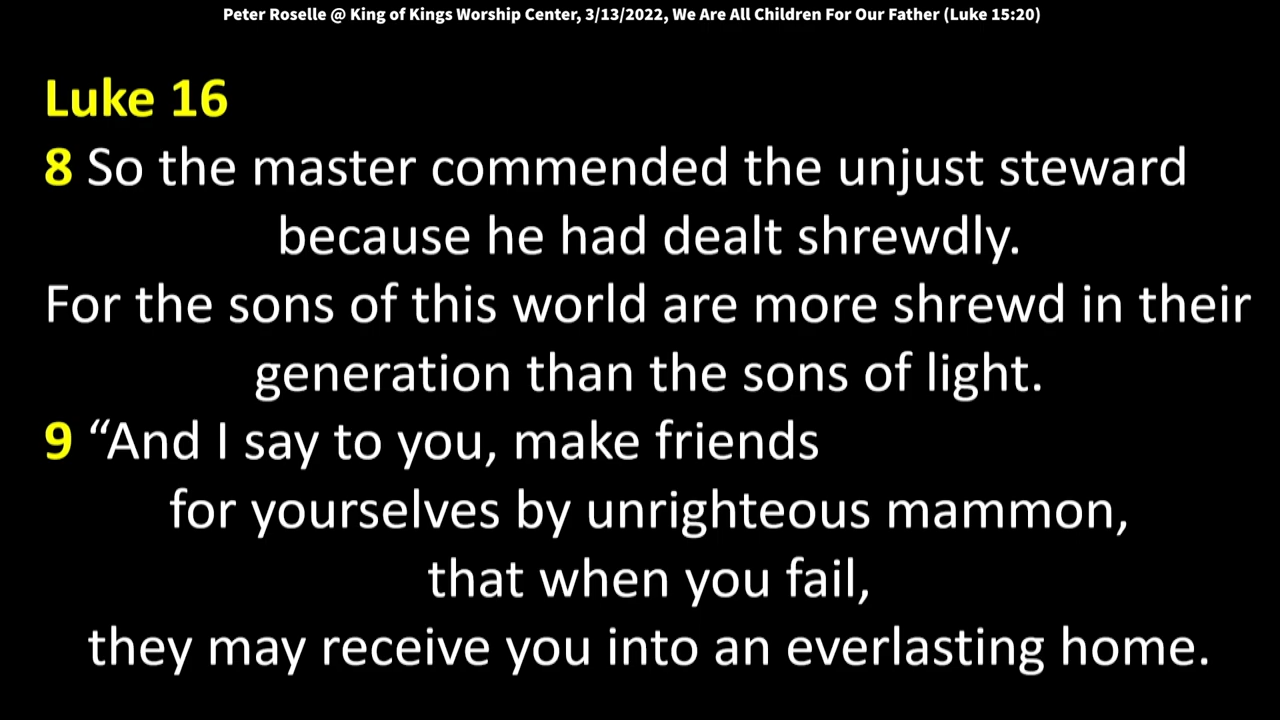 Peter Roselle @ King of Kings Worship Center, 3/13/2022, We Are All Children For Our Father (Luke 15:20)
Luke 16
8 So the master commended the unjust steward
because he had dealt shrewdly.
For the sons of this world are more shrewd in their
generation than the sons of light.
9 “And I say to you, make friends
for yourselves by unrighteous mammon,
that when you fail,
they may receive you into an everlasting home.